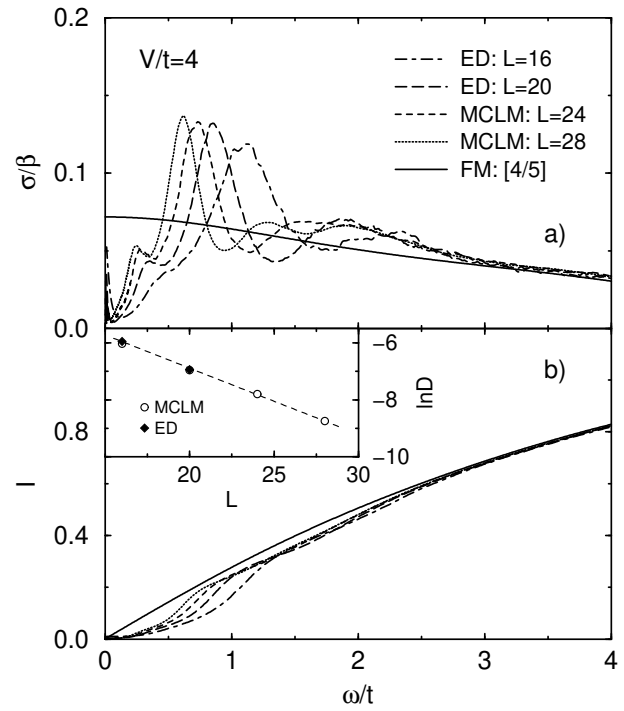 0.2
V/t=4
ED: L=16
ED: L=20
MCLM: L=24
MCLM: L=28
FM: [4/5]
σ/β
0.1
a)
0.0
−6
MCLM
ED
−8
lnD
b)
−10
20 25 30
L
0.8
I
0.4
0.0
0 1 2 3 4
ω/t